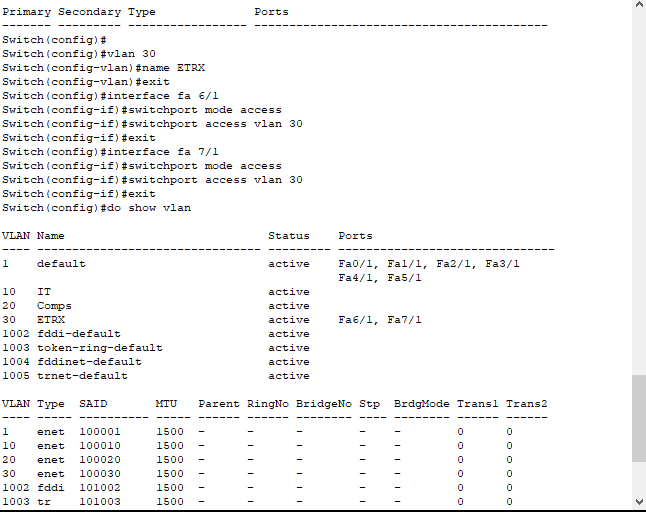 Primary Secondary Type              Ports
------- --------- ----------------- ------------------------------------------
Switch(config)#
Switch(config)#vlan 30
Switch(config-vlan)#name ETRX
Switch(config-vlan)#exit
Switch(config)#interface fa 6/1
Switch(config-if)#switchport mode access
Switch(config-if)#switchport access vlan 30
Switch(config-if)#exit
Switch(config)#interface fa 7/1
Switch(config-if)#switchport mode access
Switch(config-if)#switchport access vlan 30
Switch(config-if)#exit
Switch(config)#do show vlan

VLAN Name                             Status    Ports
---- -------------------------------- --------- -------------------------------
1    default                          active    Fa0/1, Fa1/1, Fa2/1, Fa3/1
                                                Fa4/1, Fa5/1
10   IT                               active
20   Comps                            active
30   ETRX                             active    Fa6/1, Fa7/1
1002 fddi-default                     active
1003 token-ring-default               active
1004 fddinet-default                  active
1005 trnet-default                    active

VLAN Type  SAID       MTU   Parent RingNo BridgeNo Stp  BrdgMode Trans1 Trans2
---- ----- ---------- ----- ------ ------ -------- ---- -------- ------ ------
1    enet  100001     1500  -      -      -        -    -        0      0
10   enet  100010     1500  -      -      -        -    -        0      0
20   enet  100020     1500  -      -      -        -    -        0      0
30   enet  100030     1500  -      -      -        -    -        0      0
1002 fddi  101002     1500  -      -      -        -    -        0      0
1003 tr    101003     1500  -      -      -        -    -        0      0